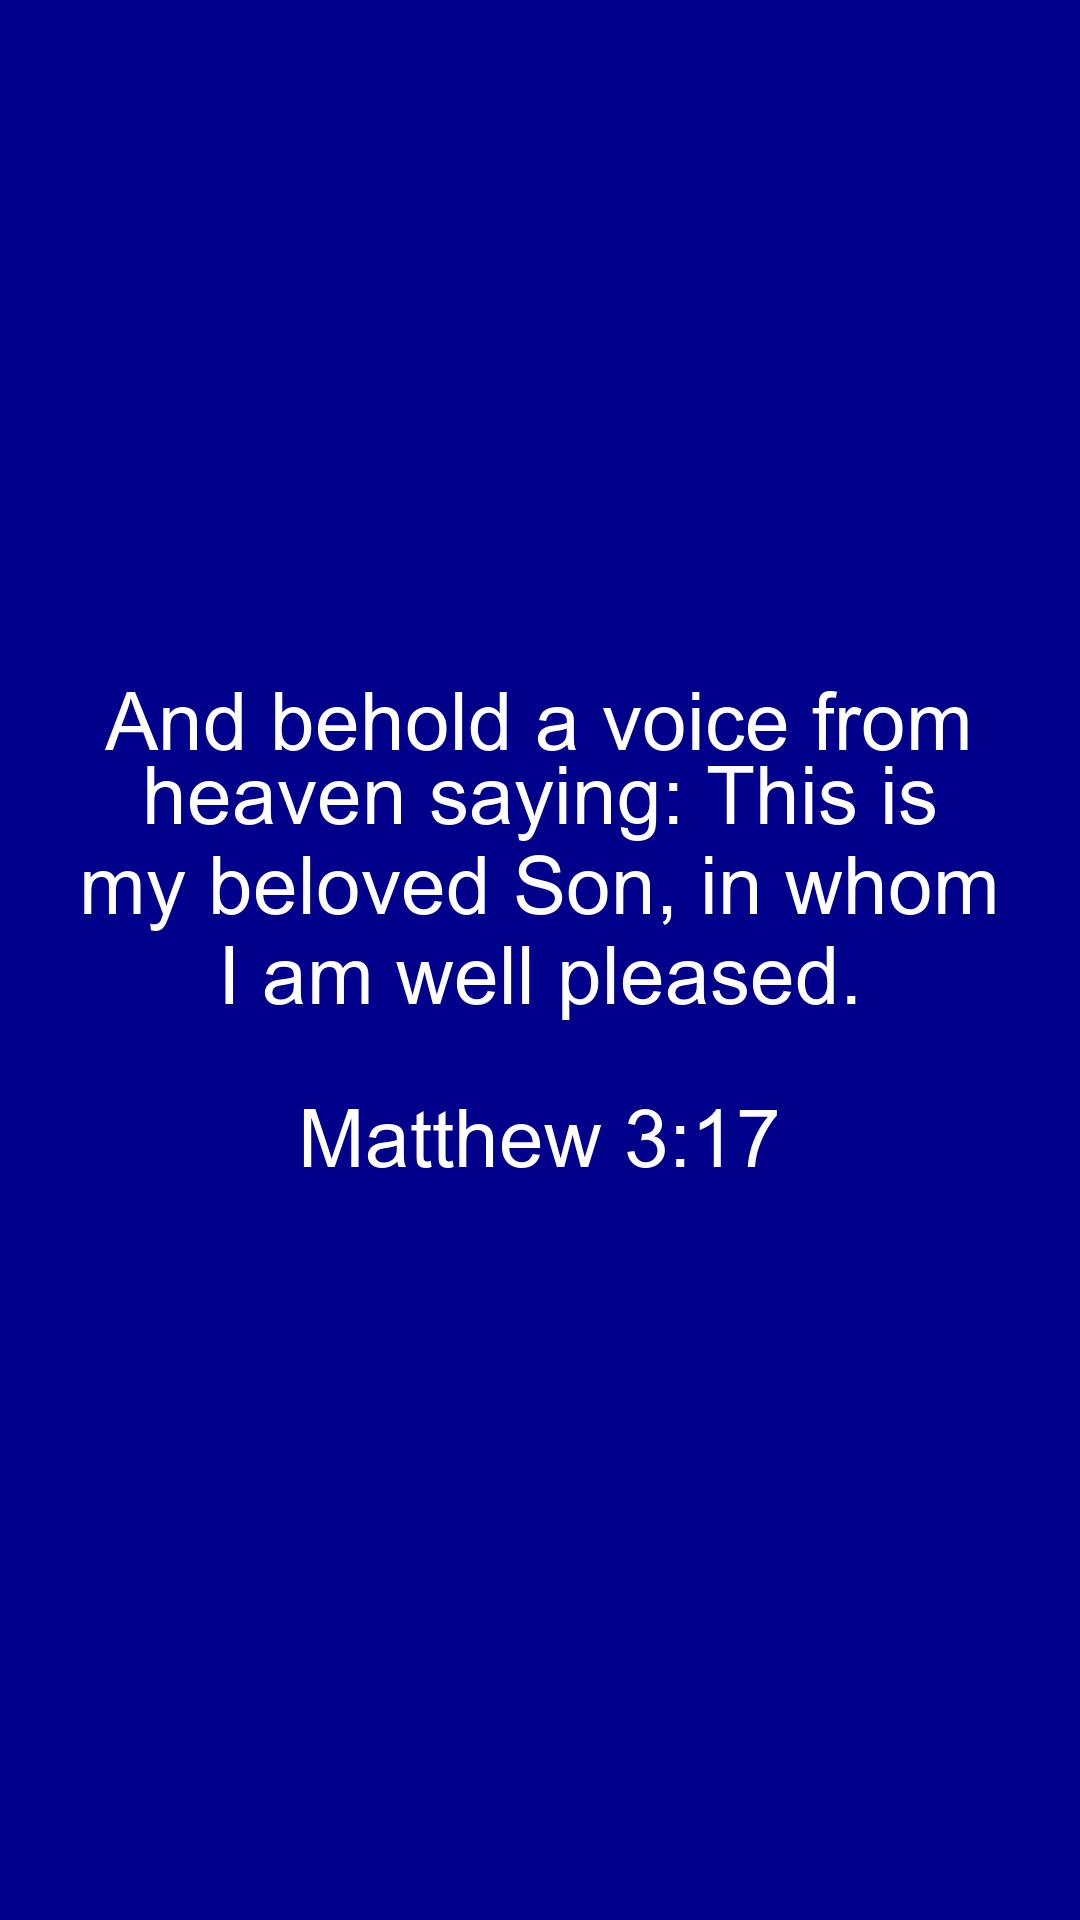 And behold a voice from
heaven saying: This is
my beloved Son, in whom
I am well pleased.
Matthew 3:17